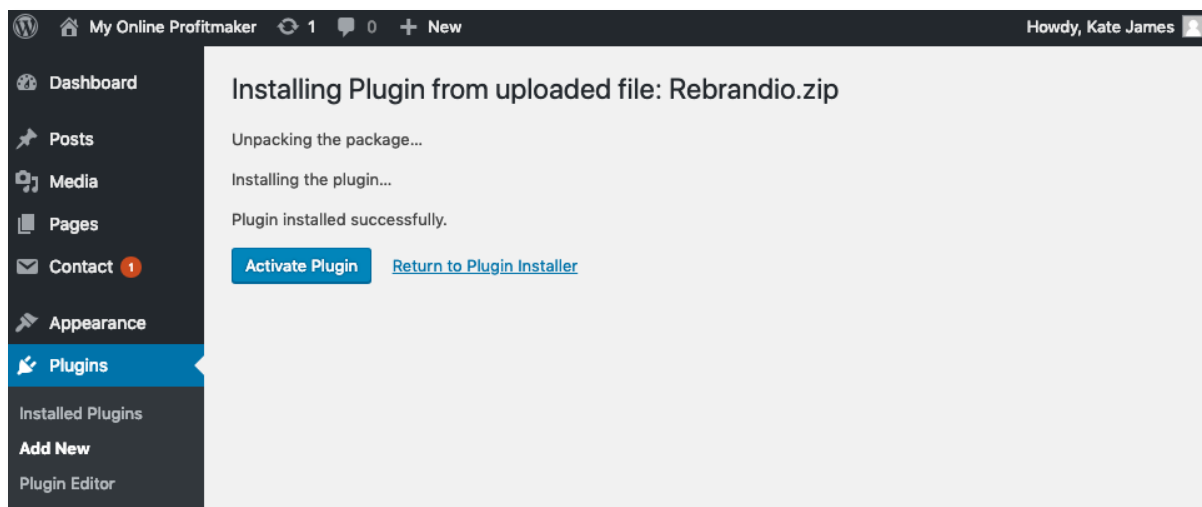 My Online Profitmaker 1 0 + New Howdy, Kate James
Dashboard
Posts
Media
Pages
Contact 1
Appearance
Plugins
Installed Plugins
Add New
Plugin Editor
Installing Plugin from uploaded file: Rebrandio.zip
Unpacking the package...
Installing the plugin...
Plugin installed successfully.
Activate Plugin Return to Plugin Installer